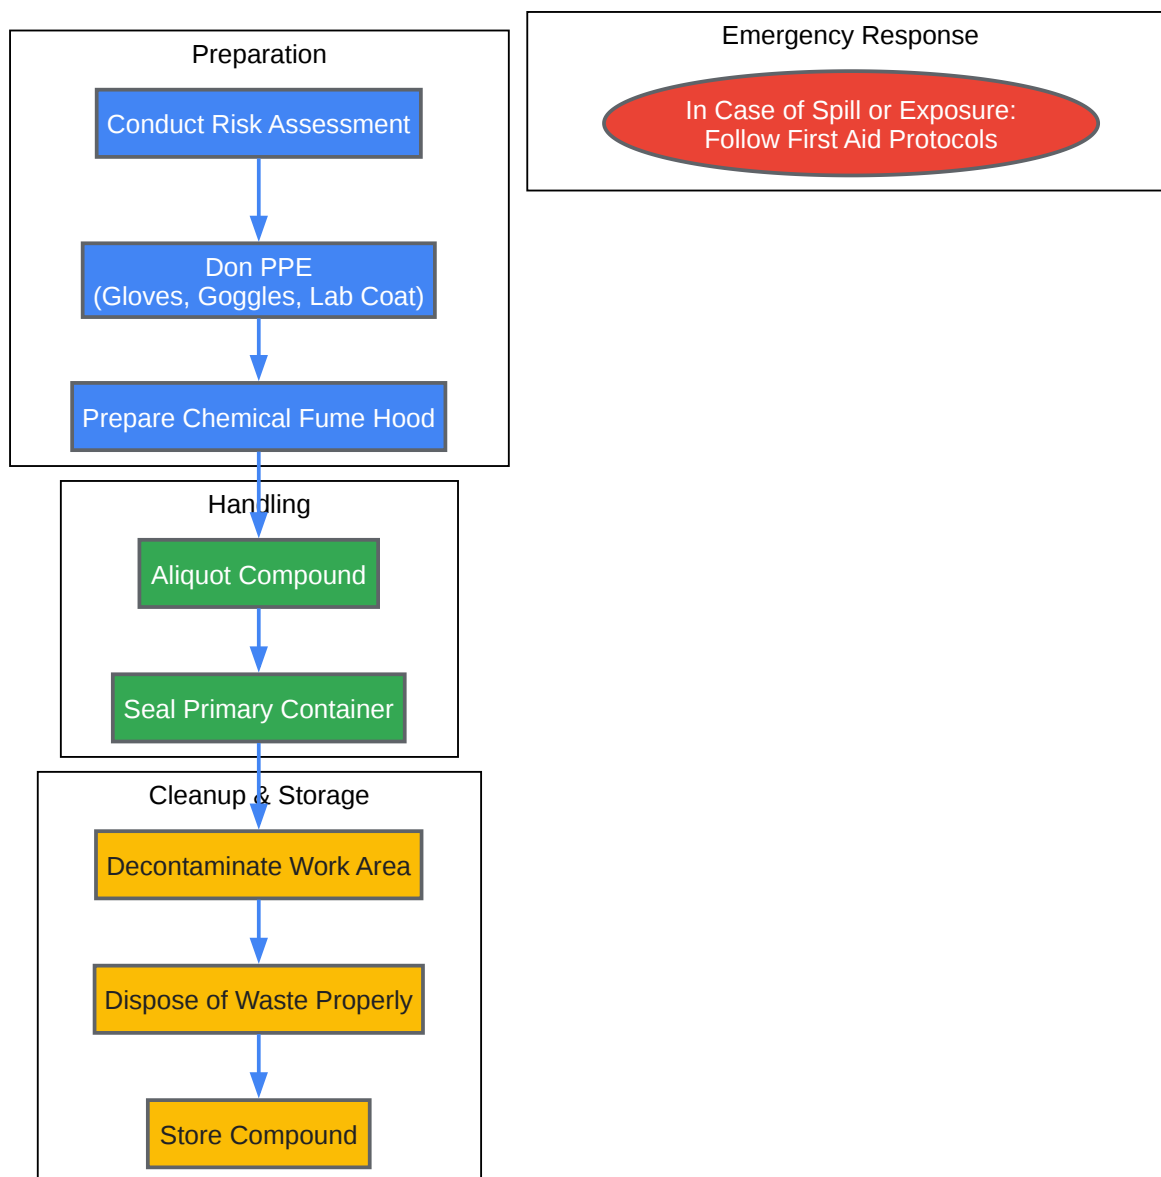 Preparation
Conduct Risk Assessment
Don PPE
(Gloves, Goggles, Lab Coat)
Prepare Chemical Fume Hood
Handling
Aliquot Compound
Seal Primary Container
Cleanup & Storage
Decontaminate Work Area
Dispose of Waste Properly
Store Compound
Emergency Response
In Case of Spill or Exposure:
Follow First Aid Protocols